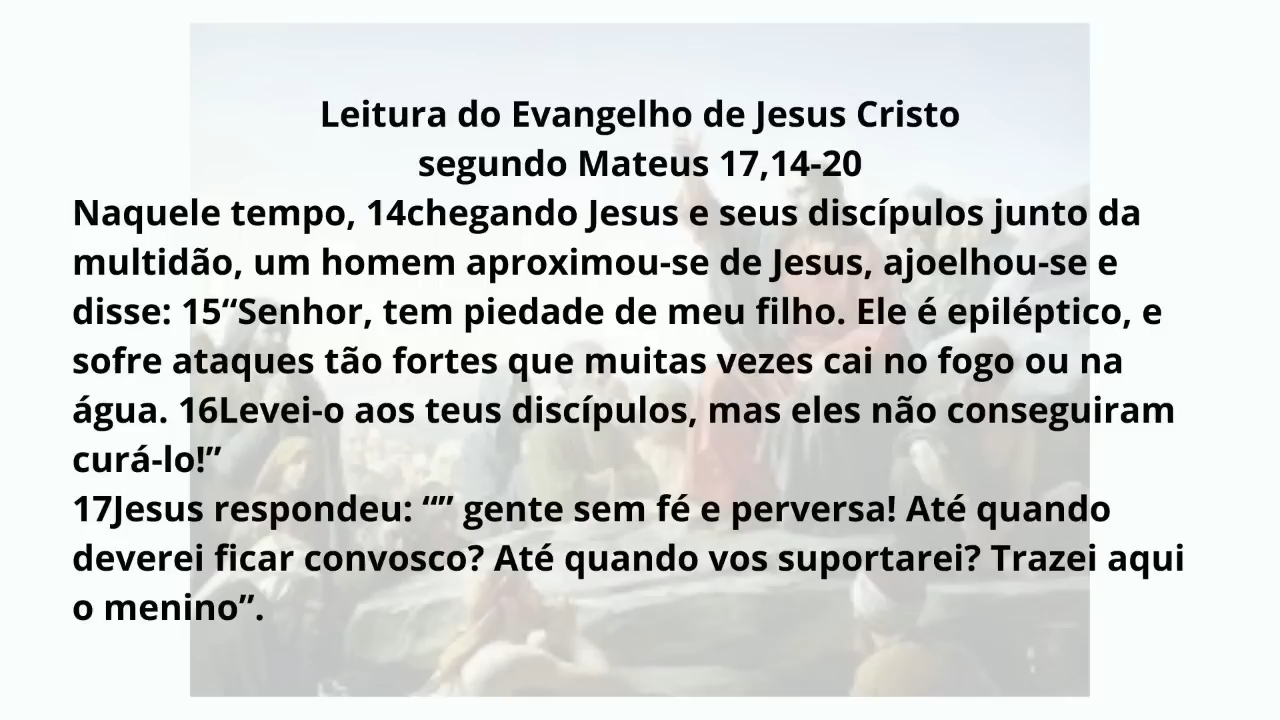 Leitura do Evangelho de Jesus Cristo
segundo Mateus 17,14-20
Naquele tempo, 14chegando Jesus e seus discípulos junto da
multidão, um homem aproximou-se de Jesus, ajoelhou-se e
disse: 15“Senhor, tem piedade de meu filho. Ele é epiléptico, e
sofre ataques tão fortes que muitas vezes cai no fogo ou na
água. 16Levei-o aos teus discípulos, mas eles não conseguiram
curá-lo!”
17Jesus respondeu: “” gente sem fé e perversa! Até quando
deverei ficar convosco? Até quando vos suportarei? Trazei aqui
o menino”.